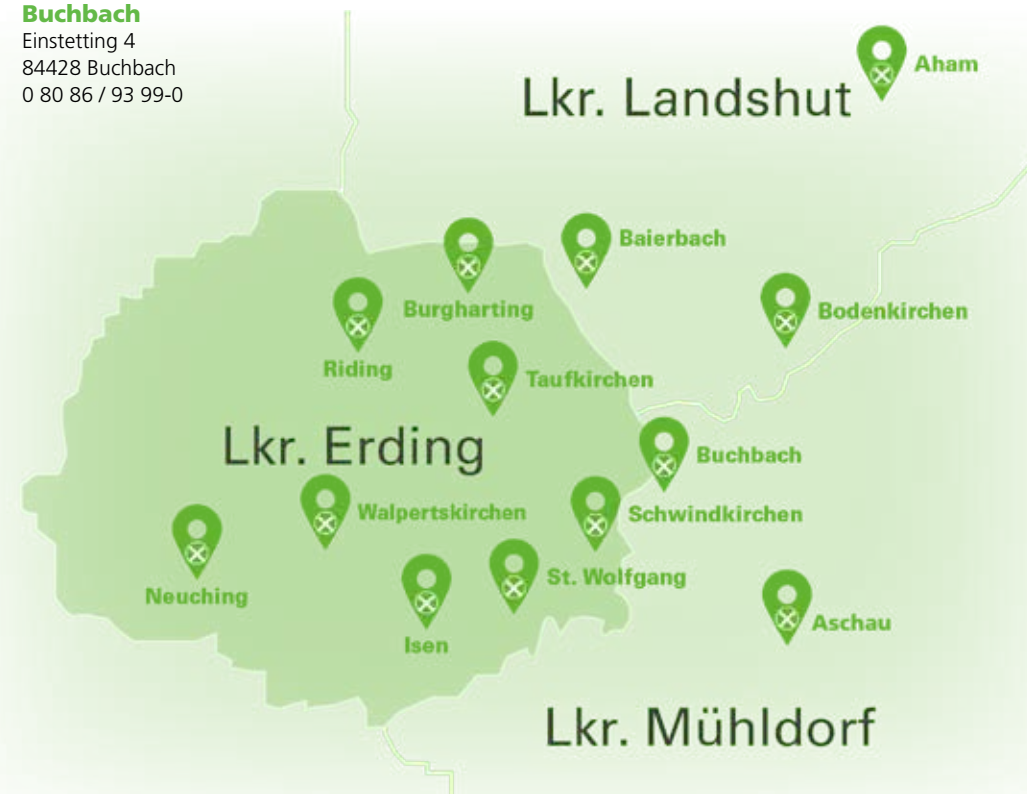 Buchbach
Einstetting 4
84428 Buchbach
0 80 86 / 93 99-0
Aham
Lkr. Landshut
Baierbach
Burgharting
Bodenkirchen
Riding
Taufkirchen
Lkr. Erding
Buchbach
Walpertskirchen
Schwindkirchen
Neuching
St. Wolfgang
Isen
Aschau
Lkr. Mühldorf